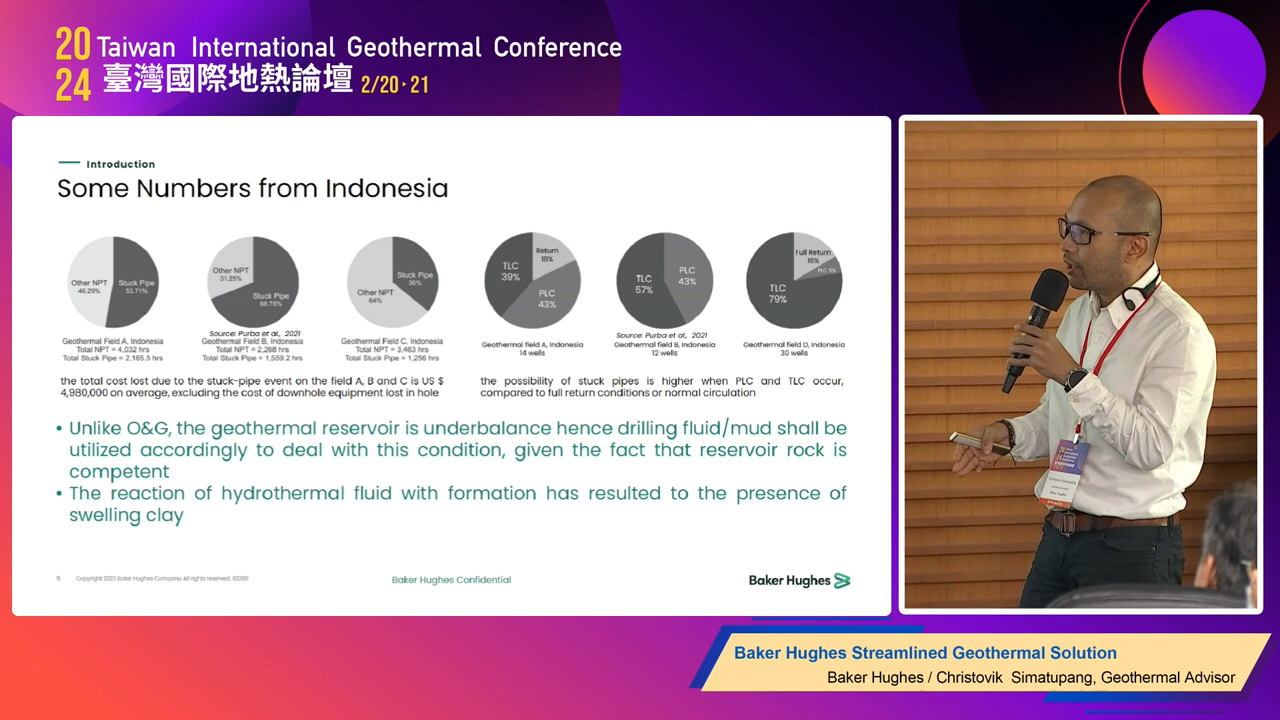 2024
Taiwan International Geothermal Conference
臺灣國際地熱論壇 2/20・21
Introduction
Some Numbers from Indonesia
Other NPT
46.29%
Stuck Pipe
53.71%
Other NPT
31.25%
Stuck Pipe
68.75%
Stuck Pipe
36%
Other NPT
64%
TLC
39%
Return
18%
PLC
43%
TLC
57%
PLC
43%
Full Return
16%
PLC 5%
TLC
79%
Source: Purba et al., 2021
Source: Purba et al., 2021
Geothermal Field A, Indonesia
Total NPT = 4,032 hrs
Total Stuck Pipe = 2,165.5 hrs
Geothermal Field B, Indonesia
Total NPT = 2,268 hrs
Total Stuck Pipe = 1,559.2 hrs
Geothermal Field C, Indonesia
Total NPT = 3,463 hrs
Total Stuck Pipe = 1,256 hrs
Geothermal field A, Indonesia
14 wells
Geothermal field B, Indonesia
12 wells
Geothermal field D, Indonesia
30 wells
the total cost lost due to the stuck-pipe event on the field A, B and C is US $
4,980,000 on average, excluding the cost of downhole equipment lost in hole
the possibility of stuck pipes is higher when PLC and TLC occur,
compared to full return conditions or normal circulation
• Unlike O&G, the geothermal reservoir is underbalance hence drilling fluid/mud shall be
utilized accordingly to deal with this condition, given the fact that reservoir rock is
competent
• The reaction of hydrothermal fluid with formation has resulted to the presence of
swelling clay
5 Copyright 2023 Baker Hughes Company. All rights reserved.
Baker Hughes Confidential
Baker Hughes
Baker Hughes Streamlined Geothermal Solution
Baker Hughes / Christovik Simatupang, Geothermal Advisor